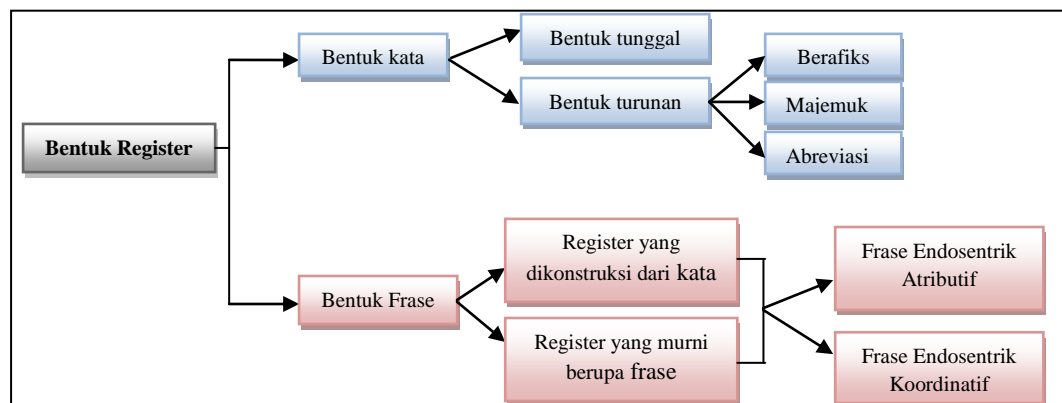 Bentuk Register
Bentuk kata
Bentuk tunggal
Bentuk turunan
Berafiks
Majemuk
Abreviasi
Bentuk Frase
Register yang
dikonstruksi dari kata
Register yang murni
berupa frase
Frase Endosentrik
Atributif
Frase Endosentrik
Koordinatif